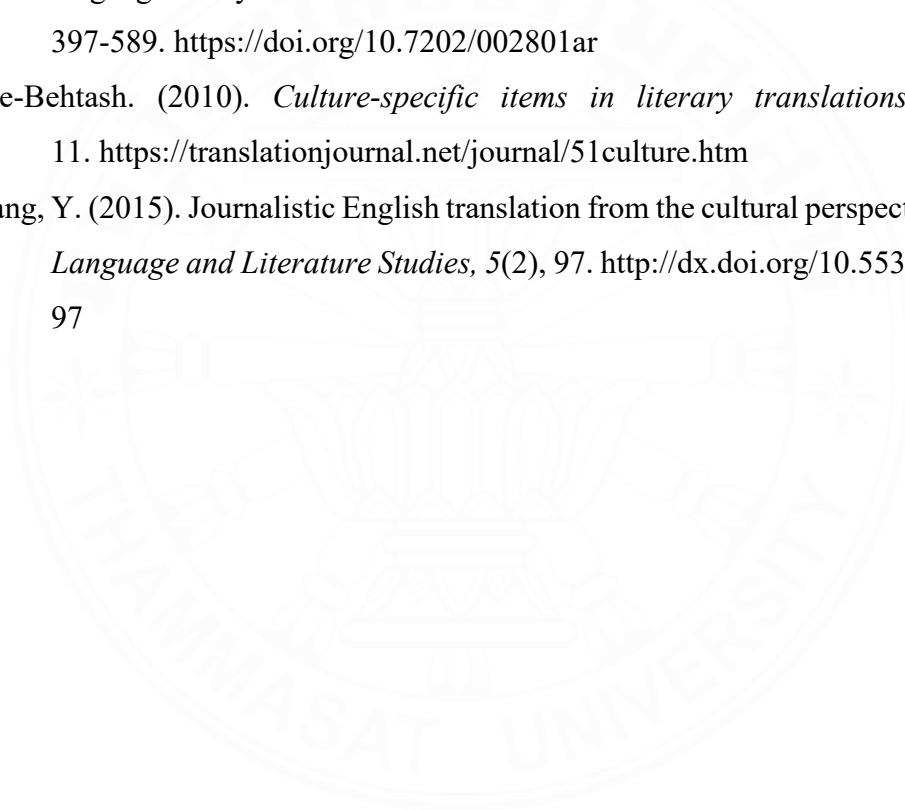 397-589. https://doi.org/10.7202/002801ar
e-Behtash. (2010). Culture-specific items in literary translations
11. https://translationjournal.net/journal/51culture.htm
ang, Y. (2015). Journalistic English translation from the cultural perspect
Language and Literature Studies, 5(2), 97. http://dx.doi.org/10.553
97
THAMMASAT UNIVERSITY